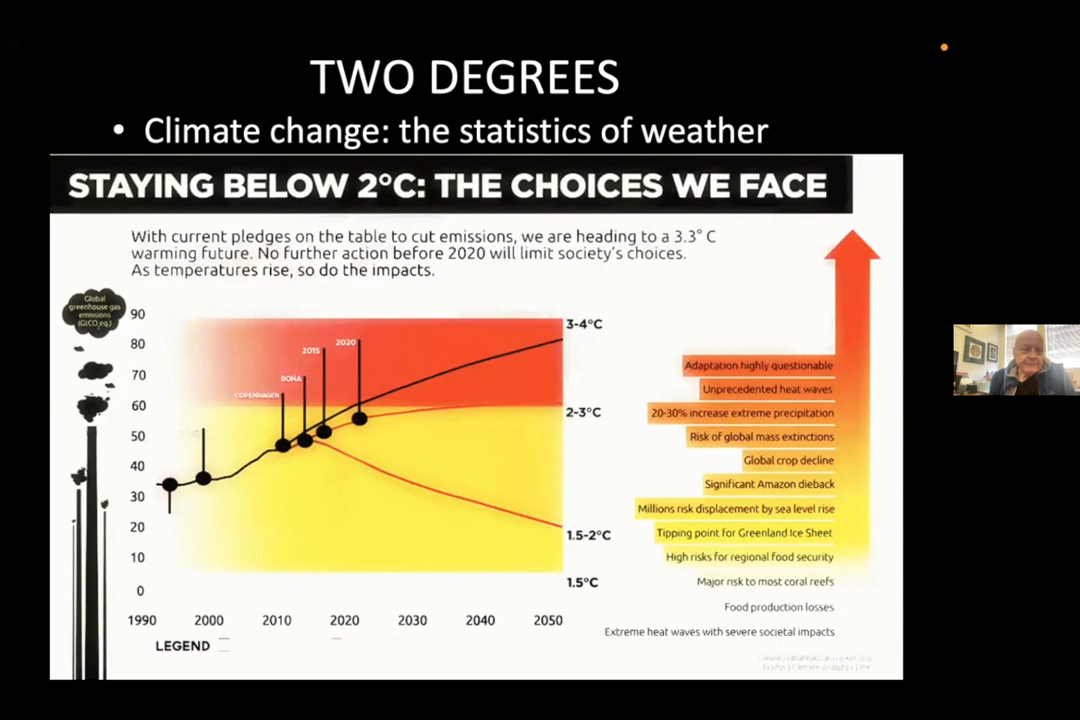 TWO DEGREES
• Climate change: the statistics of weather
STAYING BELOW 2°C: THE CHOICES WE FACE
With current pledges on the table to cut emissions, we are heading to a 3.3° C
warming future. No further action before 2020 will limit society's choices.
As temperatures rise, so do the impacts.
Global
greenhouse gas
emissions
(GtCO₂eq.)
90
80
70
60
50
40
30
20
10
0
1990
2000
2010
2020
2030
2040
2050
COPENHAGEN
DOHA
2015
2020
3-4°C
2-3°C
1.5-2°C
1.5°C
Adaptation highly questionable
Unprecedented heat waves
20-30% increase extreme precipitation
Risk of global mass extinctions
Global crop decline
Significant Amazon dieback
Millions risk displacement by sea level rise
Tipping point for Greenland Ice Sheet
High risks for regional food security
Major risk to most coral reefs
Food production losses
Extreme heat waves with severe societal impacts
LEGEND